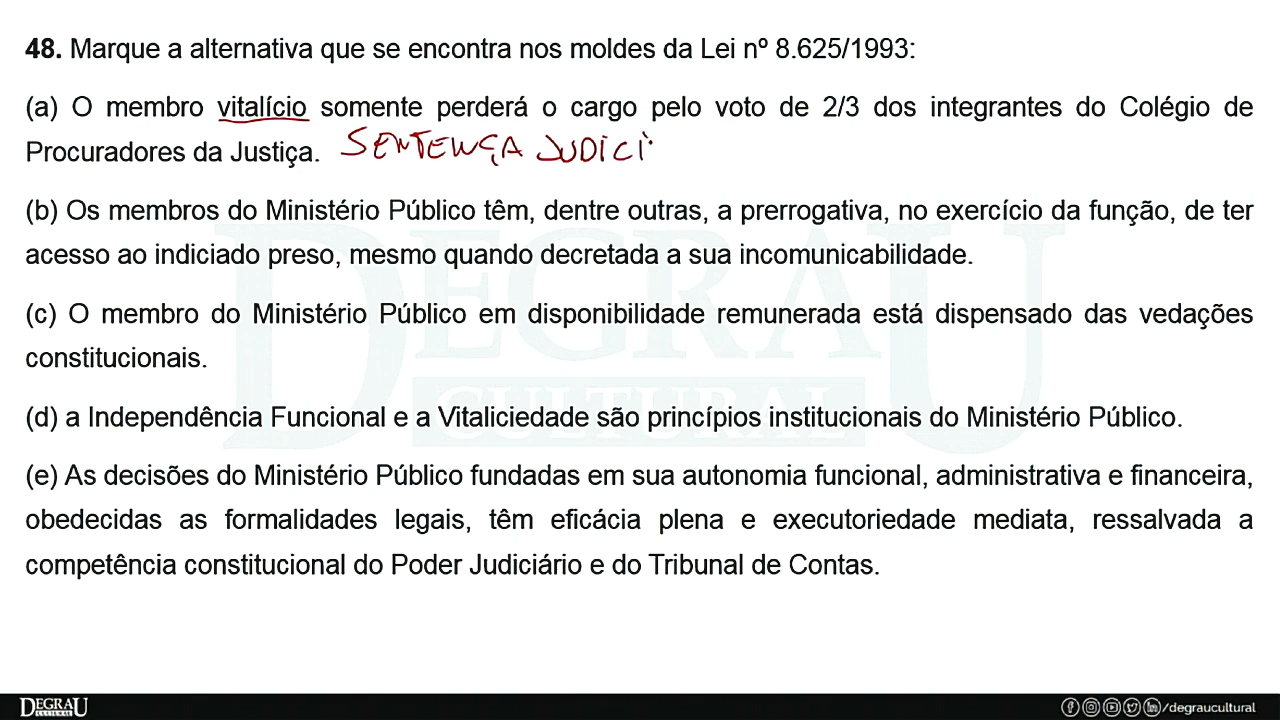 48. Marque a alternativa que se encontra nos moldes da Lei nº 8.625/1993:
(a) O membro vitalício somente perderá o cargo pelo voto de 2/3 dos integrantes do Colégio de
Procuradores da Justiça. SENTENÇA JUDICI
(b) Os membros do Ministério Público têm, dentre outras, a prerrogativa, no exercício da função, de ter
acesso ao indiciado preso, mesmo quando decretada a sua incomunicabilidade.
(c) O membro do Ministério Público em disponibilidade remunerada está dispensado das vedações
constitucionais.
(d) a Independência Funcional e a Vitaliciedade são princípios institucionais do Ministério Público.
(e) As decisões do Ministério Público fundadas em sua autonomia funcional, administrativa e financeira,
obedecidas as formalidades legais, têm eficácia plena e executoriedade mediata, ressalvada a
competência constitucional do Poder Judiciário e do Tribunal de Contas.
DEGRAU CULTURAL
DEGRAU
CULTURAL
/degraucultural